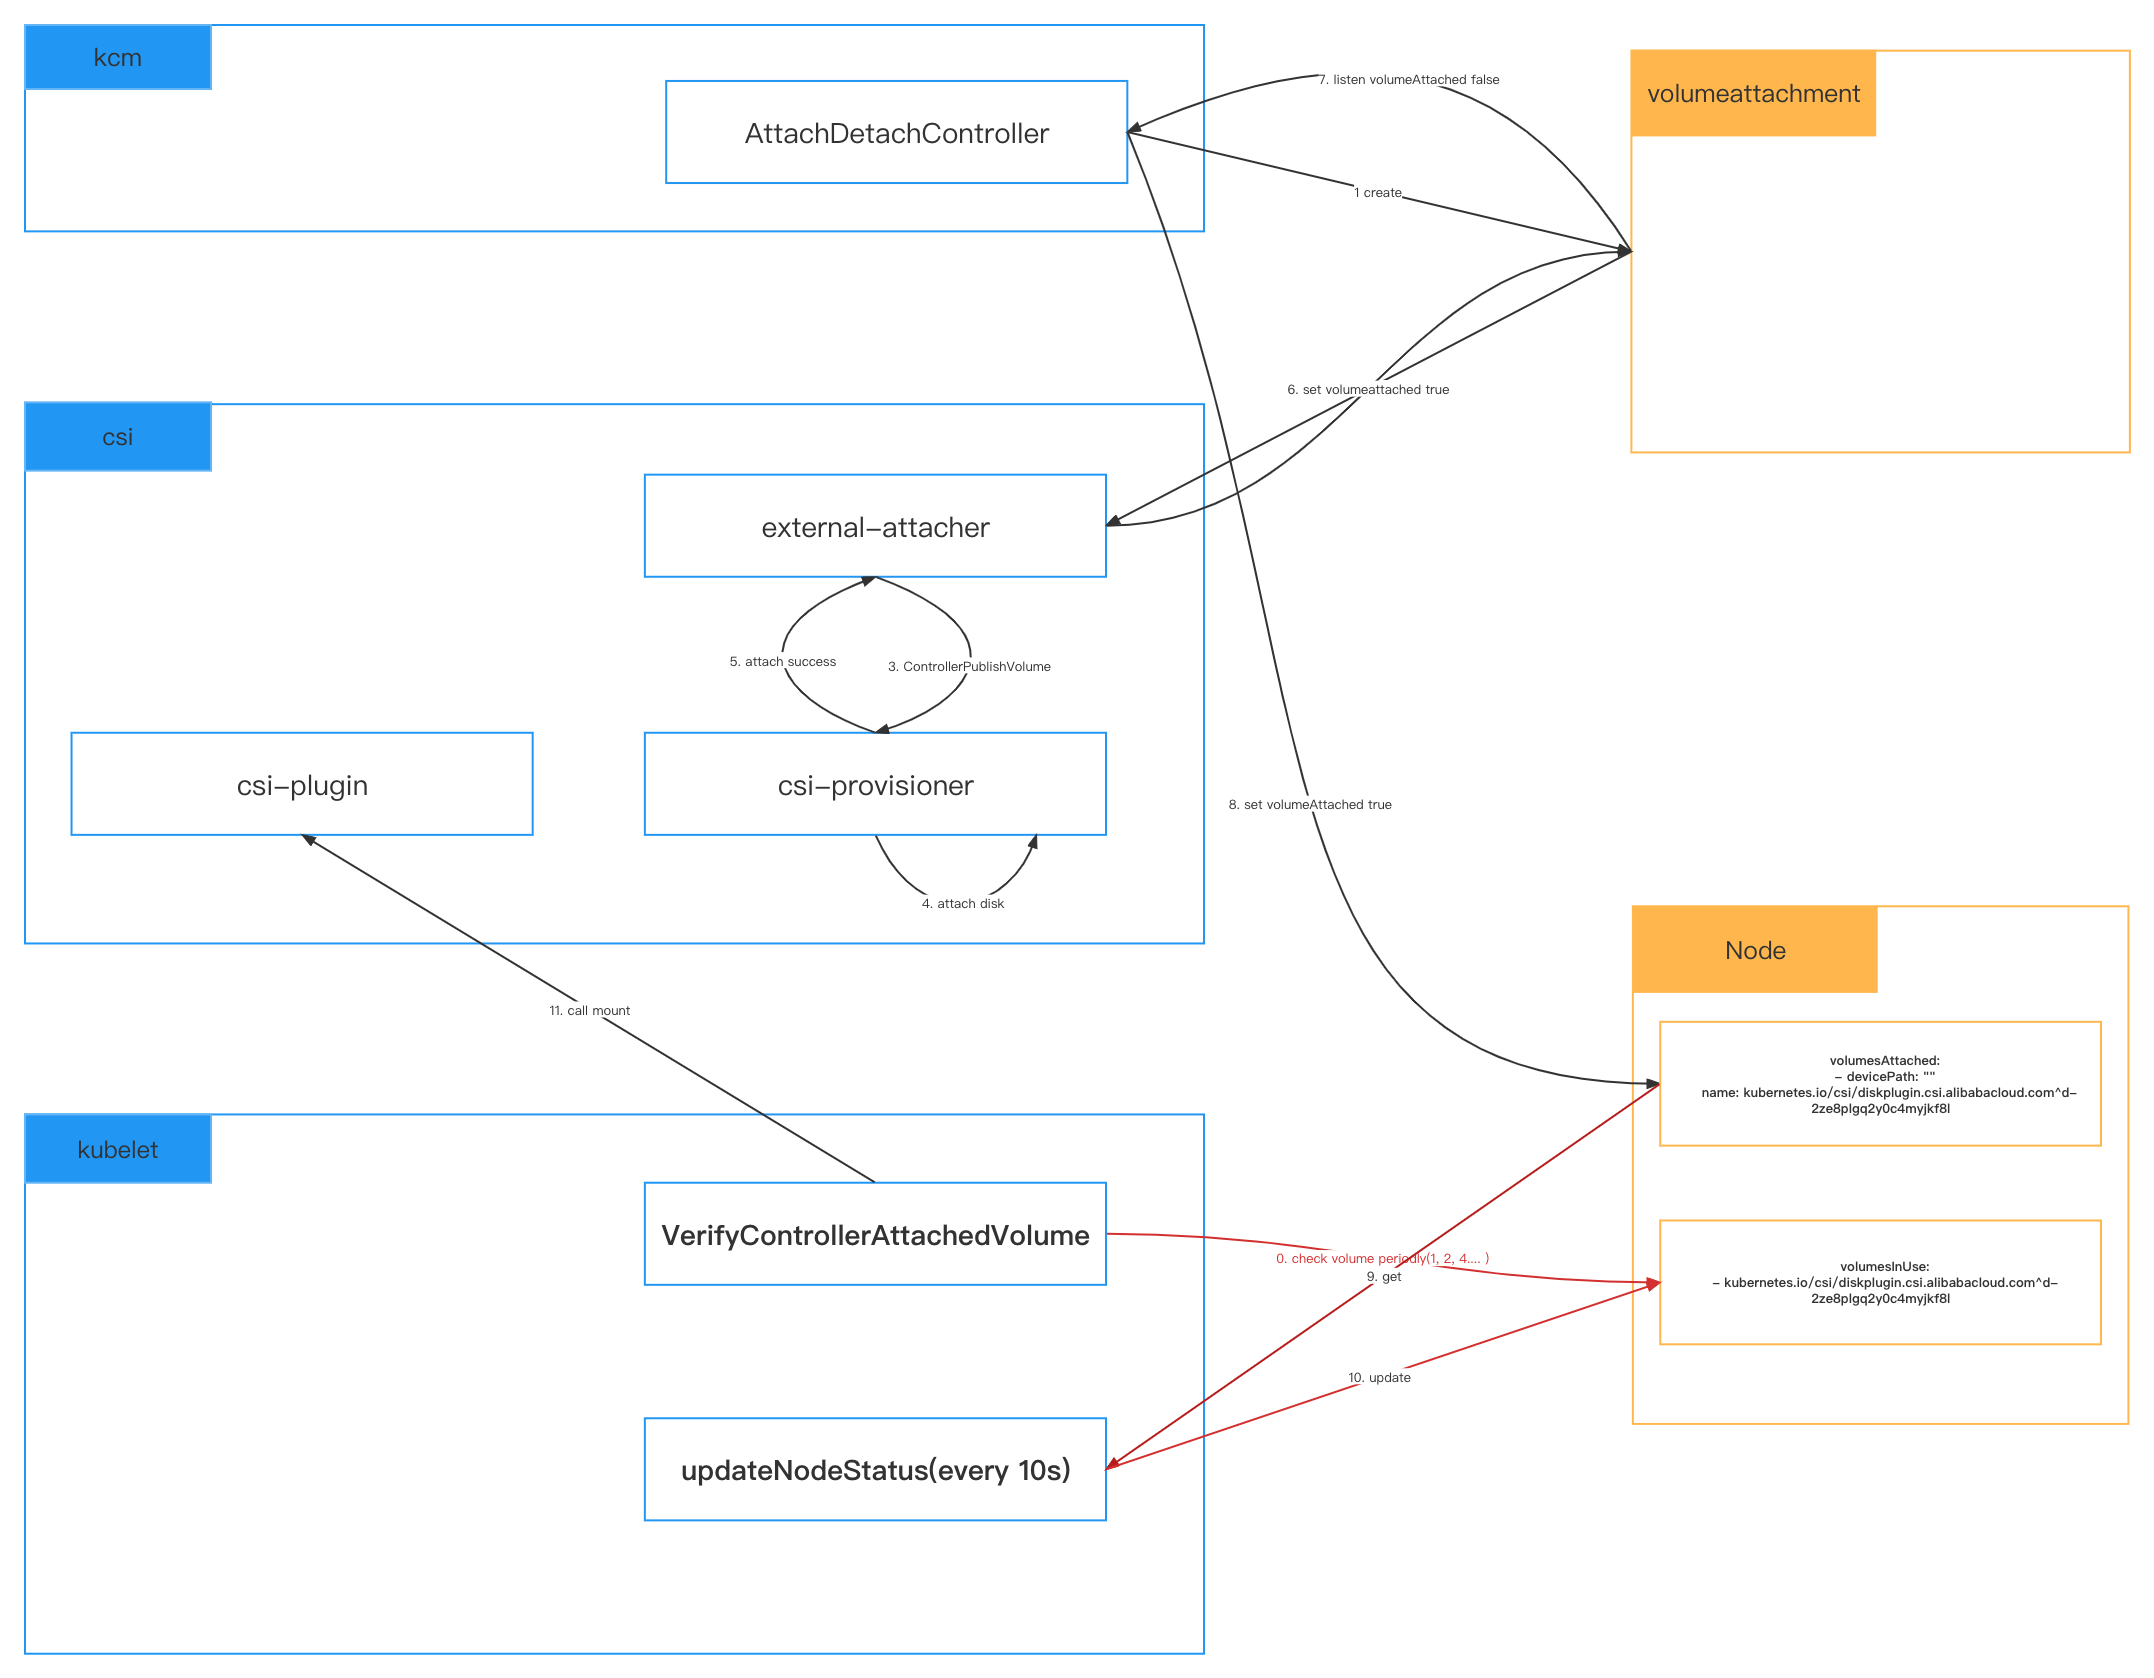 kcm
AttachDetachController
7. listen volumeAttached false
1 create
volumeattachment
6. set volumeattached true
csi
external-attacher
5. attach success
3. ControllerPublishVolume
csi-plugin
csi-provisioner
4. attach disk
8. set volumeAttached true
11. call mount
Node
volumesAttached:
- devicePath: ""
name: kubernetes.io/csi/diskplugin.csi.alibabacloud.com^d-
2ze8plgq2y0c4myjkf8l
kubelet
VerifyControllerAttachedVolume
0. check volume periodly(1, 2, 4.... )
9. get
volumesInUse:
- kubernetes.io/csi/diskplugin.csi.alibabacloud.com^d-
2ze8plgq2y0c4myjkf8l
10. update
updateNodeStatus(every 10s)